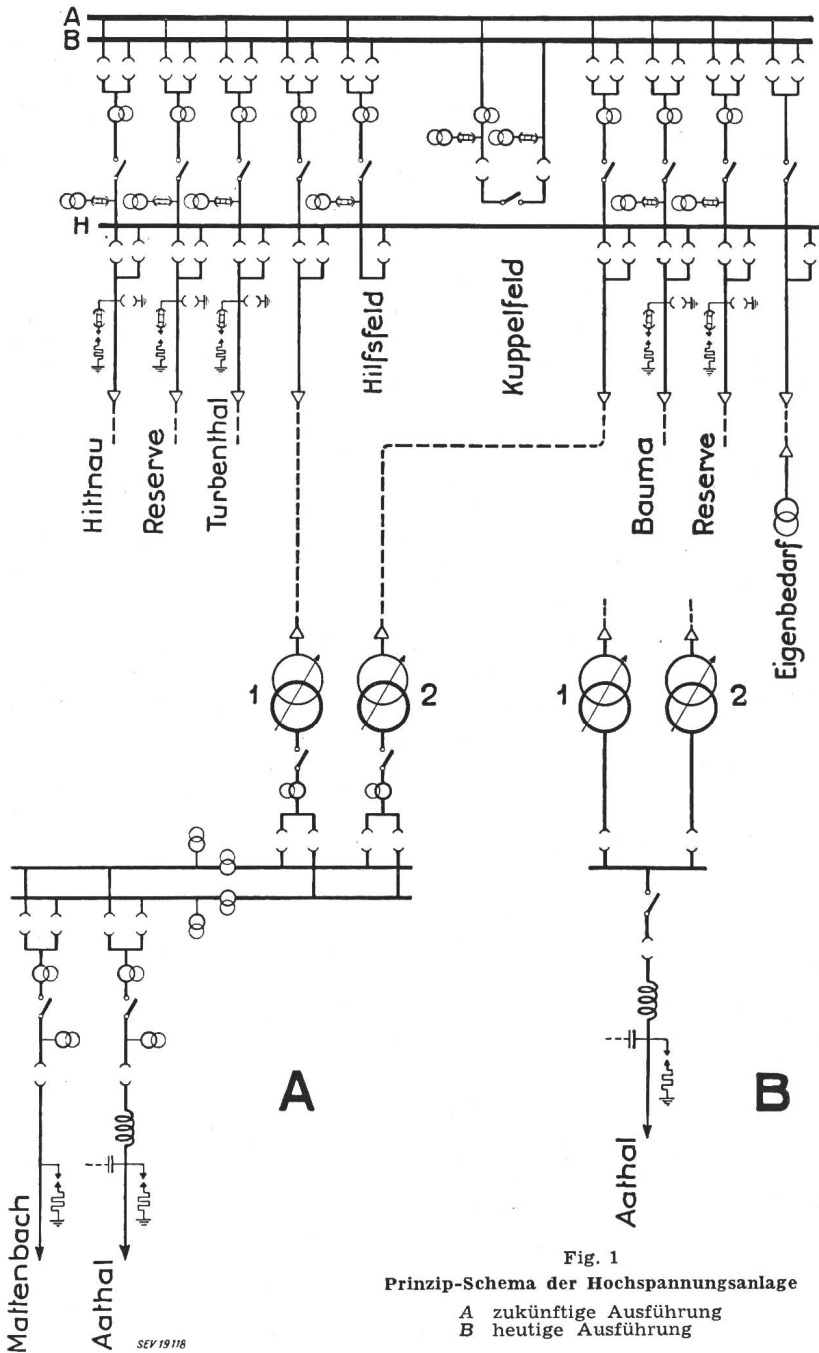 A
B
H
Hittnau
Reserve
Turbenthal
Hilfsfeld
Kuppelfeld
Bauma
Reserve
Eigenbedarf
1
2
1
2
A
B
Mattenbach
Aathal
Aathal
SEV 19118
Fig. 1
Prinzip-Schema der Hochspannungsanlage
A zukünftige Ausführung
B heutige Ausführung